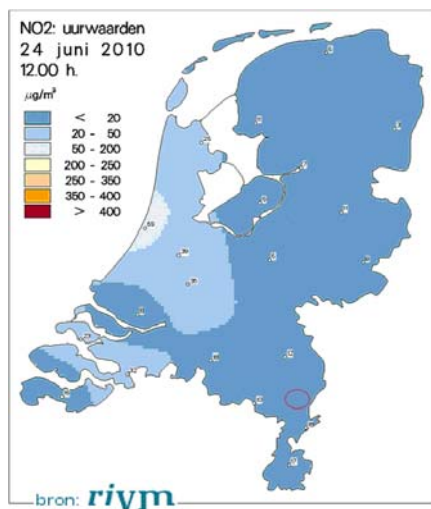 NO2: uurwaarden
24 juni 2010
12.00 h.
μg/m³
< 20
20 - 50
50 - 200
200 - 250
250 - 350
350 - 400
> 400
bron: rivm